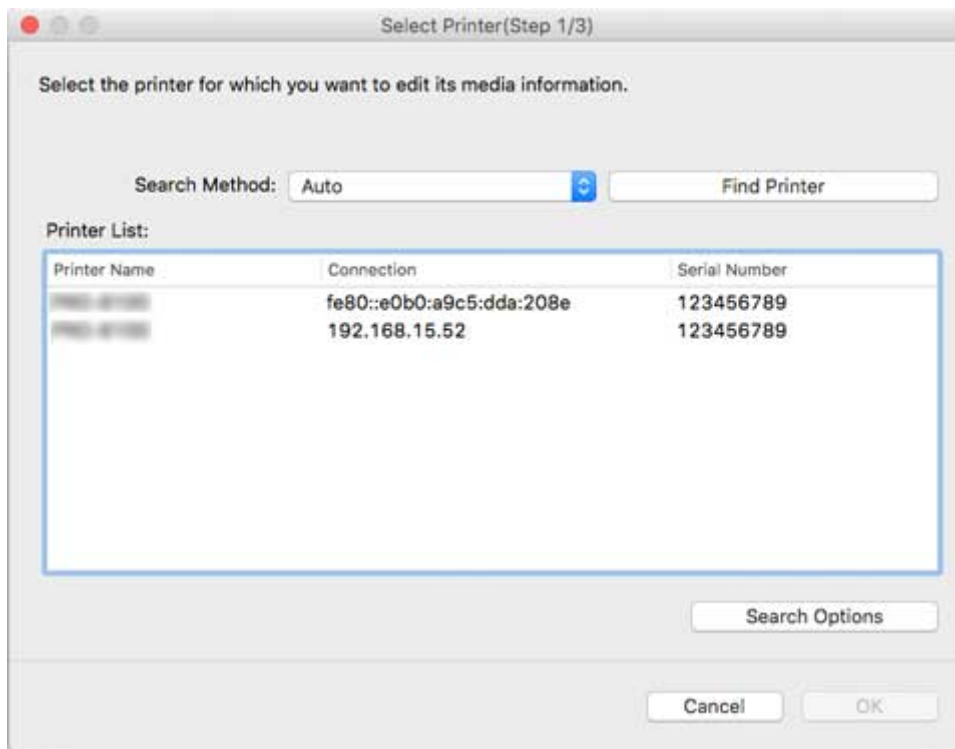 Select Printer(Step 1/3)
Select the printer for which you want to edit its media information.
Search Method: Auto Find Printer
Printer List:
Printer Name Connection Serial Number
fe80::e0b0:a9c5:dda:208e 123456789
192.168.15.52 123456789
Search Options
Cancel OK